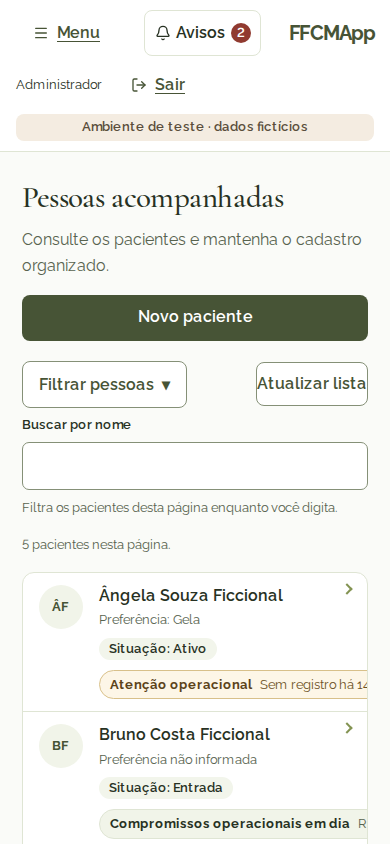 Menu
Avisos 2
FFCMApp
Administrador
Sair
Ambiente de teste · dados fictícios
Pessoas acompanhadas
Consulte os pacientes e mantenha o cadastro
organizado.
Novo paciente
Filtrar pessoas ▾
Atualizar lista
Buscar por nome
Filtra os pacientes desta página enquanto você digita.
5 pacientes nesta página.
ÂF
Ângela Souza Ficcional
Preferência: Gela
Situação: Ativo
Atenção operacional Sem registro há 14
BF
Bruno Costa Ficcional
Preferência não informada
Situação: Entrada
Compromissos operacionais em dia R